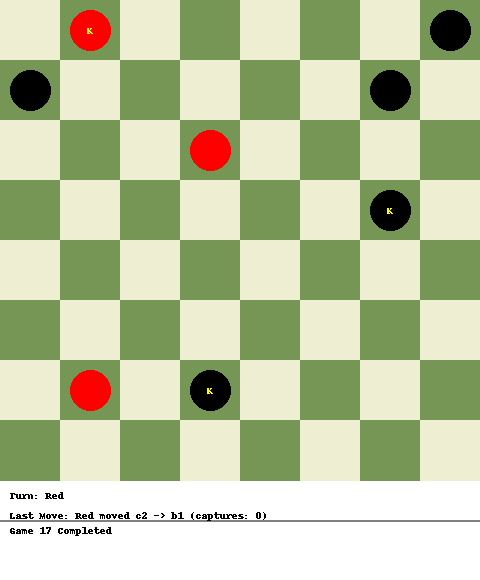 K
K
K
Turn: Red
Last Move: Red moved c2 -> b1 (captures: 0)
Game 17 Completed